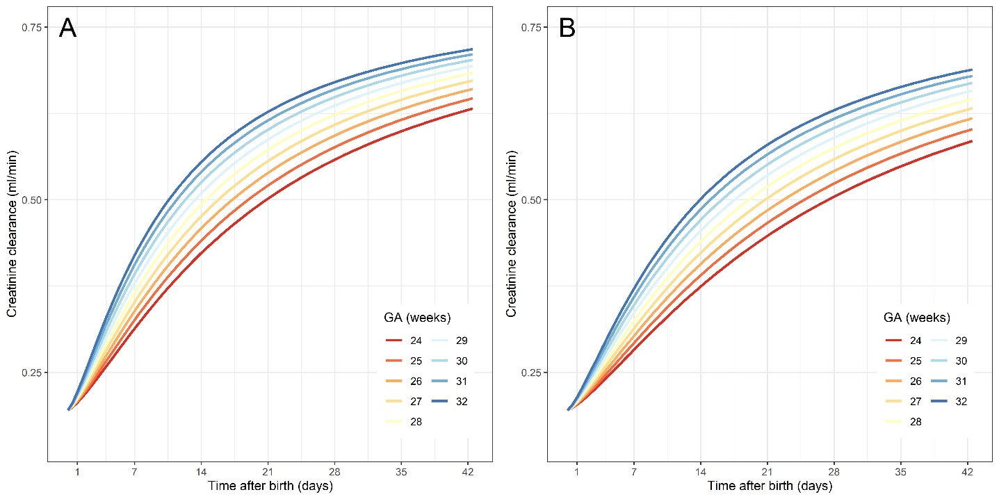 A
0.75
0.50
0.25
Creatinine clearance (ml/min)
GA (weeks)
24 29
25 30
26 31
27 32
28
1 7 14 21 28 35 42
Time after birth (days)
B
0.75
0.50
0.25
Creatinine clearance (ml/min)
GA (weeks)
24 29
25 30
26 31
27 32
28
1 7 14 21 28 35 42
Time after birth (days)